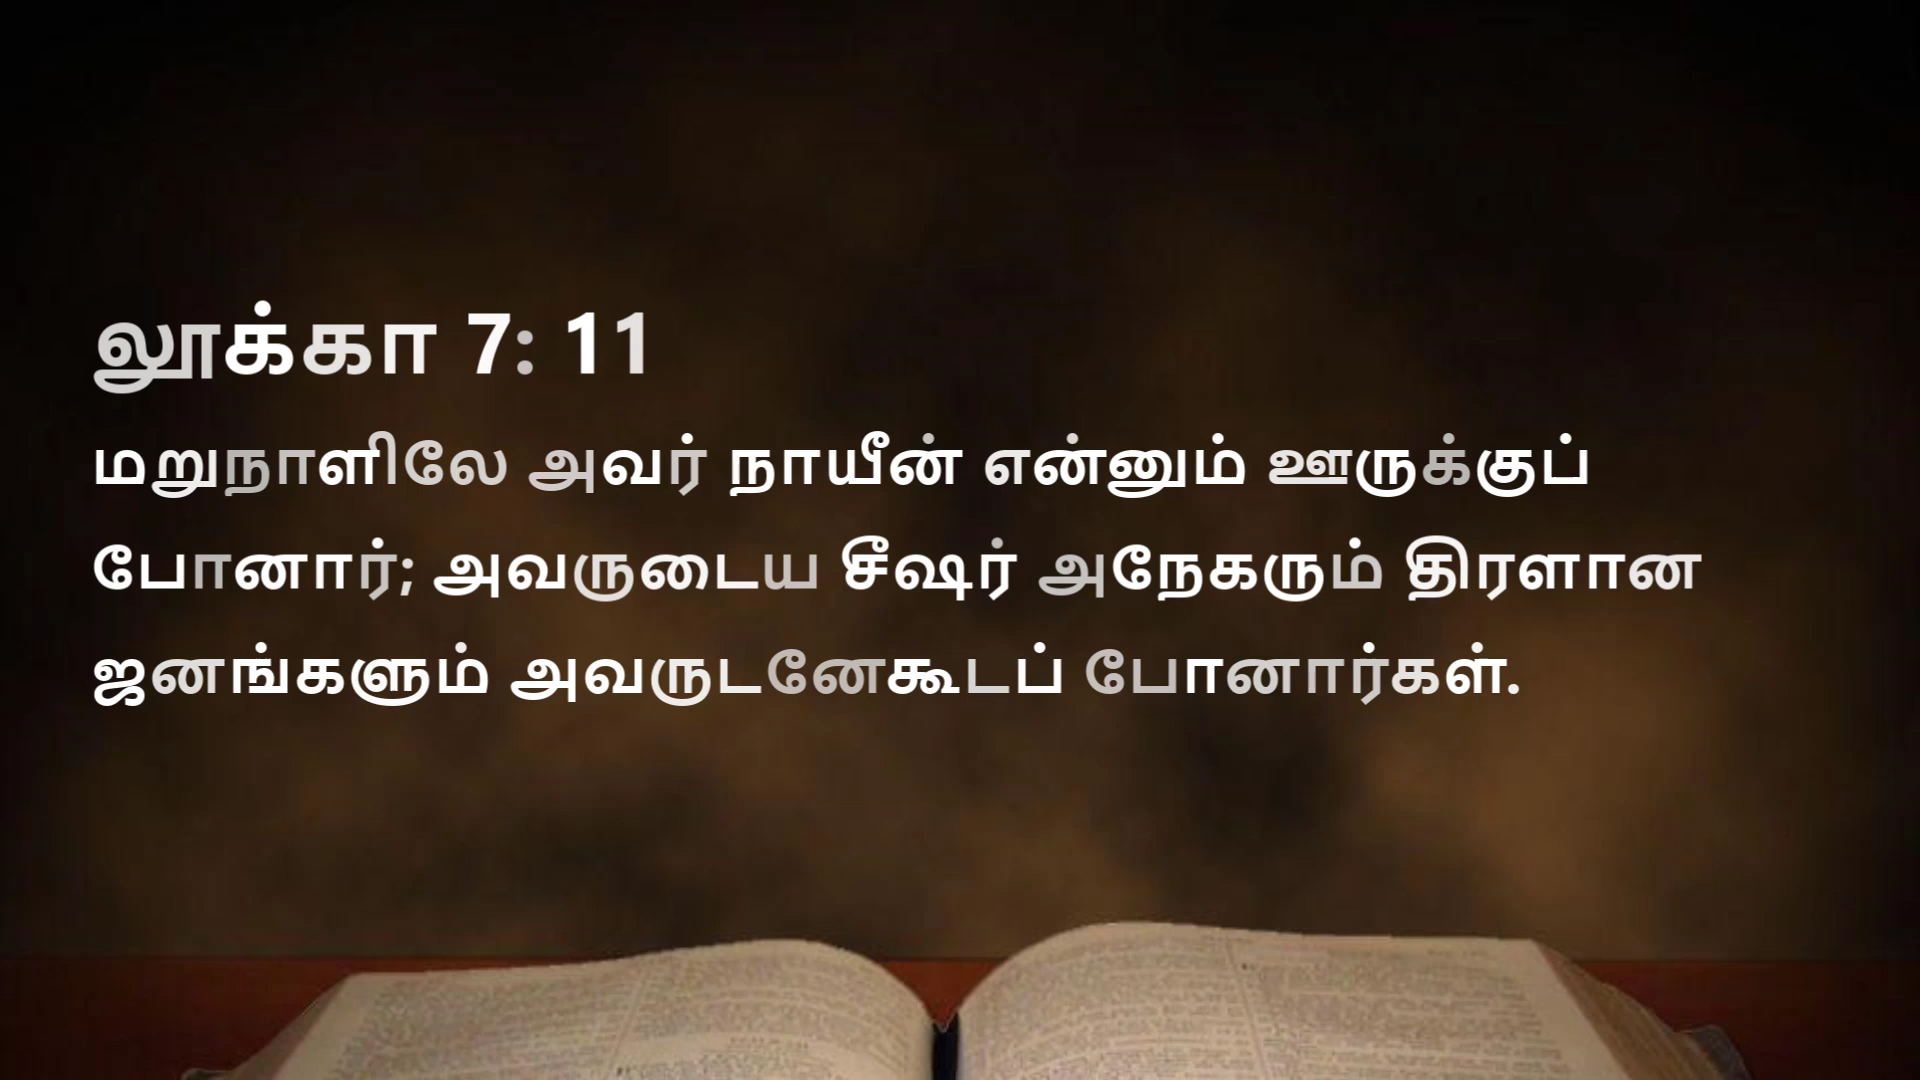 லூக்கா 7: 11
மறுநாளிலே அவர் நாயீன் என்னும் ஊருக்குப்
போனார்; அவருடைய சீஷர் அநேகரும் திரளான
ஜனங்களும் அவருடனேகூடப் போனார்கள்.